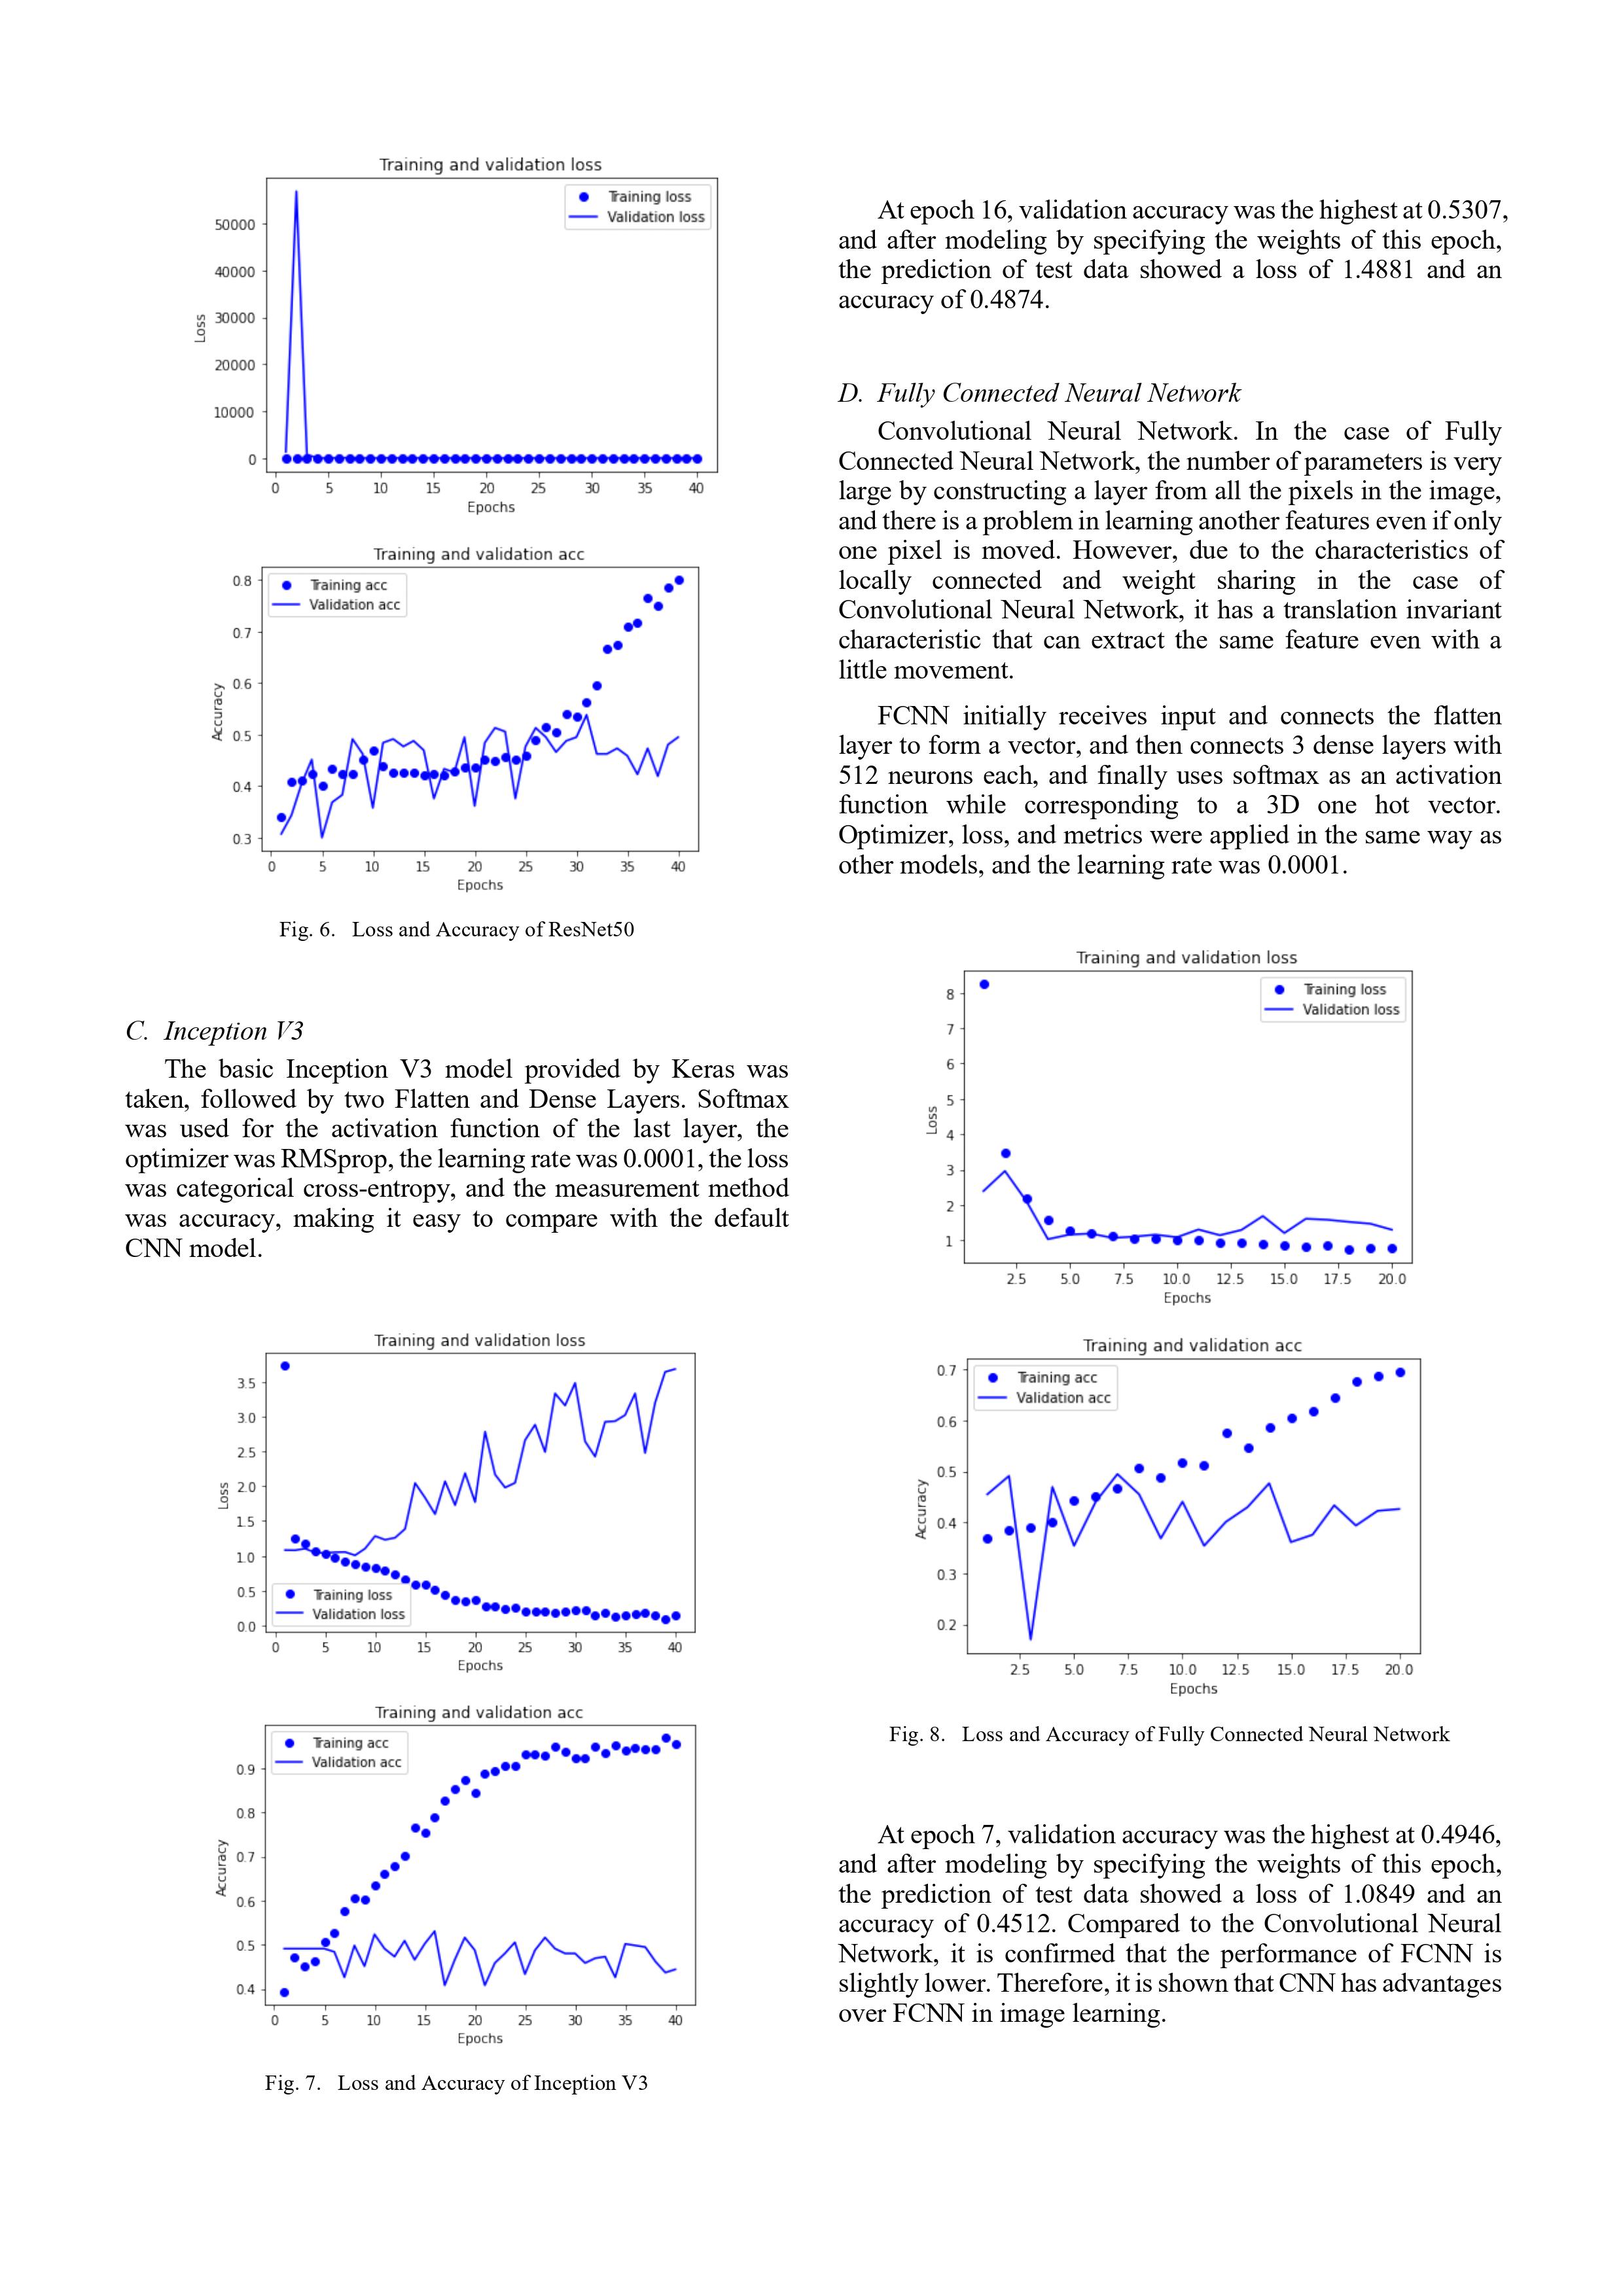 Training and validation loss
Training loss
Validation loss
50000
40000
30000
20000
10000
0
Loss
0 5 10 15 20 25 30 35 40
Epochs
Training and validation acc
Training acc
Validation acc
0.8
0.7
0.6
0.5
0.4
0.3
Accuracy
0 5 10 15 20 25 30 35 40
Epochs
Fig. 6. Loss and Accuracy of ResNet50
C. Inception V3
The basic Inception V3 model provided by Keras was
taken, followed by two Flatten and Dense Layers. Softmax
was used for the activation function of the last layer, the
optimizer was RMSprop, the learning rate was 0.0001, the loss
was categorical cross-entropy, and the measurement method
was accuracy, making it easy to compare with the default
CNN model.
Training and validation loss
3.5
3.0
2.5
2.0
1.5
1.0
0.5
0.0
Loss
Training loss
Validation loss
0 5 10 15 20 25 30 35 40
Epochs
Training and validation acc
Training acc
Validation acc
0.9
0.8
0.7
0.6
0.5
0.4
Accuracy
0 5 10 15 20 25 30 35 40
Epochs
Fig. 7. Loss and Accuracy of Inception V3
At epoch 16, validation accuracy was the highest at 0.5307,
and after modeling by specifying the weights of this epoch,
the prediction of test data showed a loss of 1.4881 and an
accuracy of 0.4874.
D. Fully Connected Neural Network
Convolutional Neural Network. In the case of Fully
Connected Neural Network, the number of parameters is very
large by constructing a layer from all the pixels in the image,
and there is a problem in learning another features even if only
one pixel is moved. However, due to the characteristics of
locally connected and weight sharing in the case of
Convolutional Neural Network, it has a translation invariant
characteristic that can extract the same feature even with a
little movement.
FCNN initially receives input and connects the flatten
layer to form a vector, and then connects 3 dense layers with
512 neurons each, and finally uses softmax as an activation
function while corresponding to a 3D one hot vector.
Optimizer, loss, and metrics were applied in the same way as
other models, and the learning rate was 0.0001.
Training and validation loss
Training loss
Validation loss
8
7
6
5
4
3
2
1
Loss
2.5 5.0 7.5 10.0 12.5 15.0 17.5 20.0
Epochs
Training and validation acc
Training acc
Validation acc
0.7
0.6
0.5
0.4
0.3
0.2
Accuracy
2.5 5.0 7.5 10.0 12.5 15.0 17.5 20.0
Epochs
Fig. 8. Loss and Accuracy of Fully Connected Neural Network
At epoch 7, validation accuracy was the highest at 0.4946,
and after modeling by specifying the weights of this epoch,
the prediction of test data showed a loss of 1.0849 and an
accuracy of 0.4512. Compared to the Convolutional Neural
Network, it is confirmed that the performance of FCNN is
slightly lower. Therefore, it is shown that CNN has advantages
over FCNN in image learning.